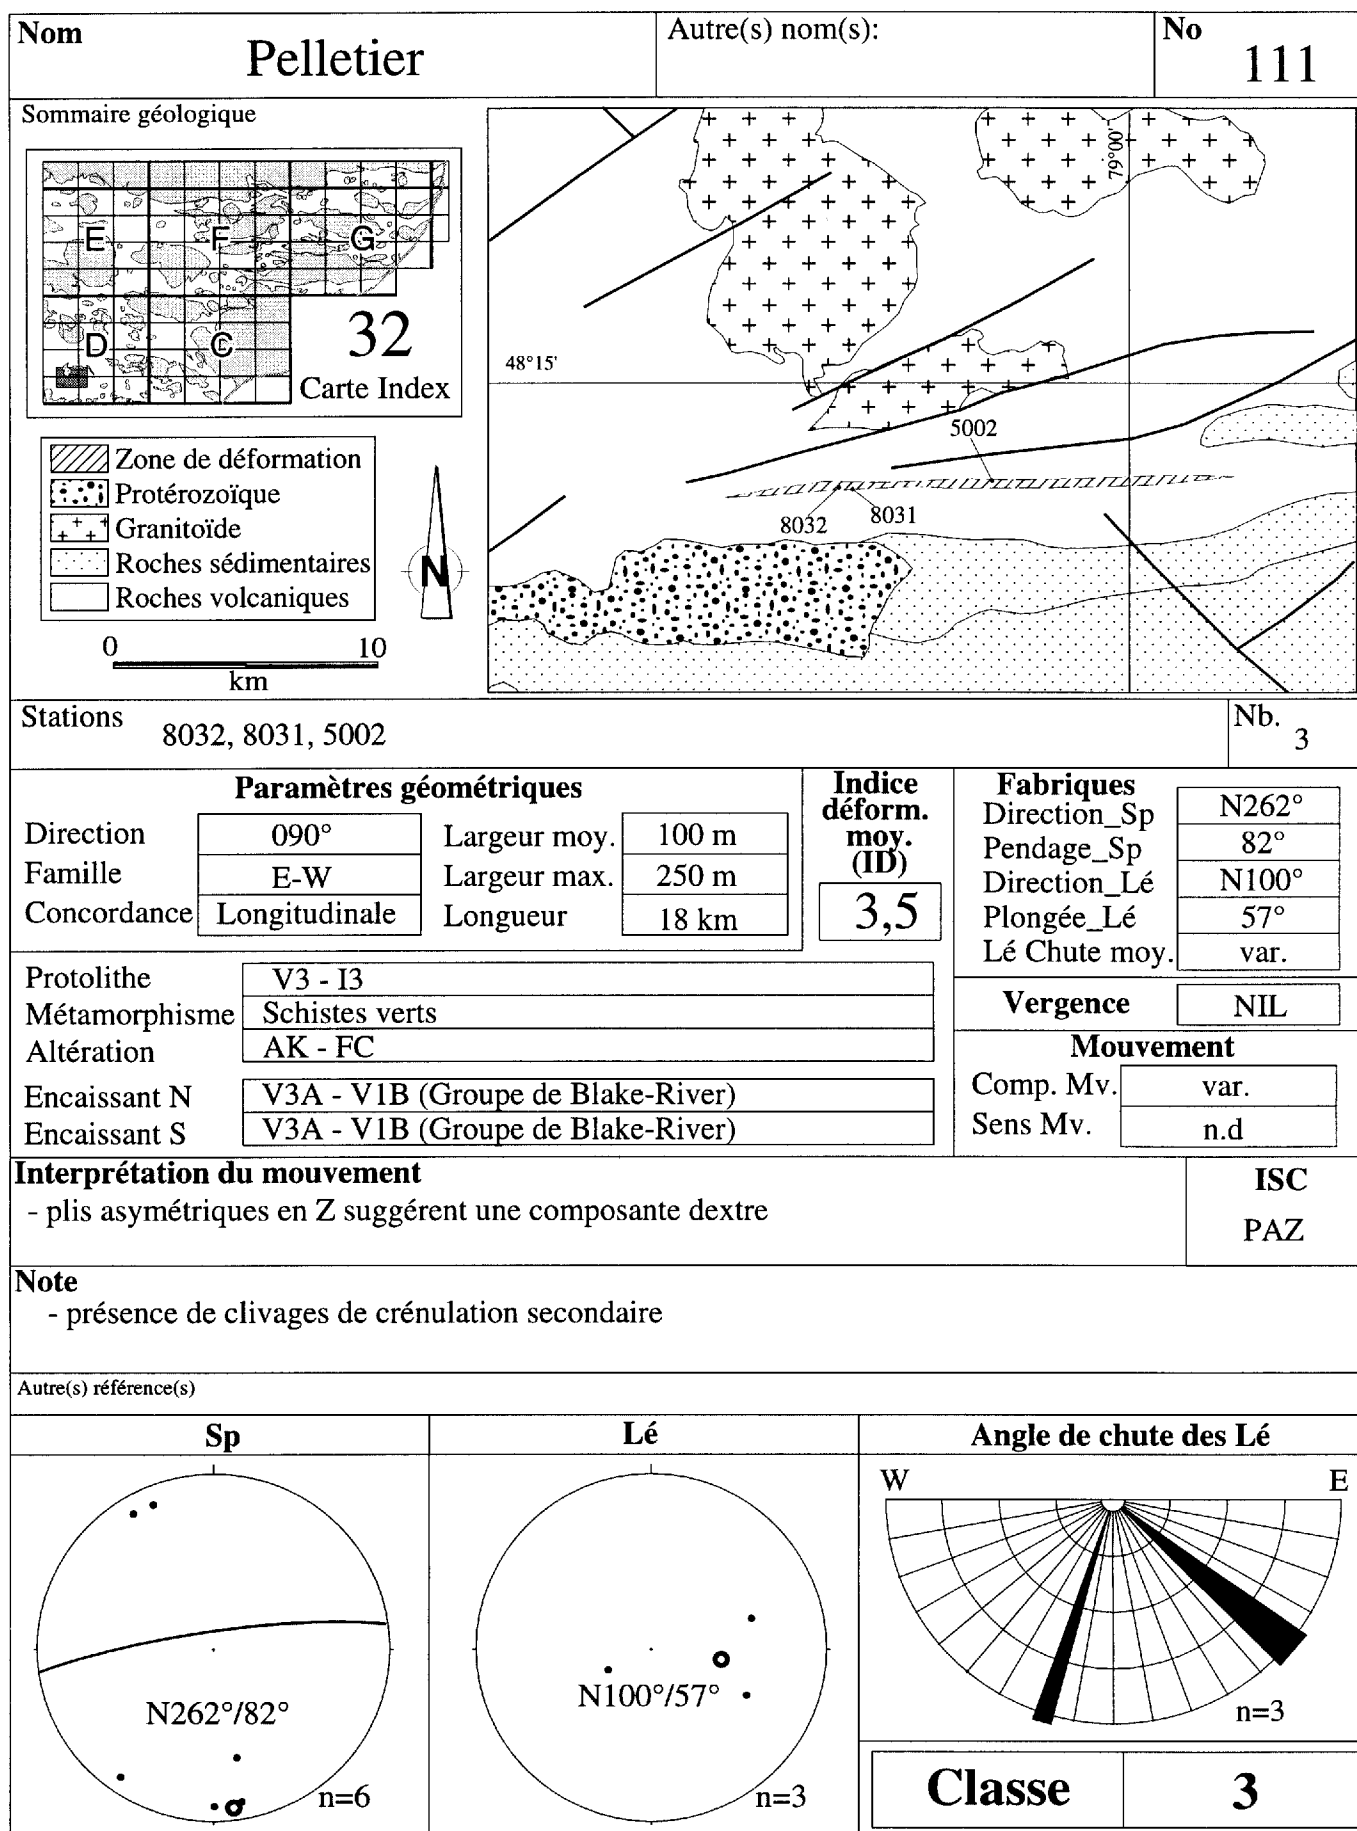 Nom
Pelletier
Autre(s) nom(s):
No
111
Sommaire géologique
E
F
G
D
C
32
Carte Index
Zone de déformation
Protérozoïque
Granitoïde
Roches sédimentaires
Roches volcaniques
N
0
10
km
79°00'
48°15'
5002
8032
8031
Stations
8032, 8031, 5002
Nb.
3
Paramètres géométriques
Direction 090° Largeur moy. 100 m
Famille E-W Largeur max. 250 m
Concordance Longitudinale Longueur 18 km
Indice
déform.
moy.
(ID)
3,5
Fabriques
Direction_Sp N262°
Pendage_Sp 82°
Direction_Lé N100°
Plongée_Lé 57°
Lé Chute moy. var.
Protolithe V3 - I3
Métamorphisme Schistes verts
Altération AK - FC
Encaissant N V3A - V1B (Groupe de Blake-River)
Encaissant S V3A - V1B (Groupe de Blake-River)
Vergence NIL
Mouvement
Comp. Mv. var.
Sens Mv. n.d
Interprétation du mouvement
- plis asymétriques en Z suggérent une composante dextre
ISC
PAZ
Note
- présence de clivages de crénulation secondaire
Autre(s) référence(s)
Sp
N262°/82°
n=6
Lé
N100°/57°
n=3
Angle de chute des Lé
W
E
n=3
Classe 3